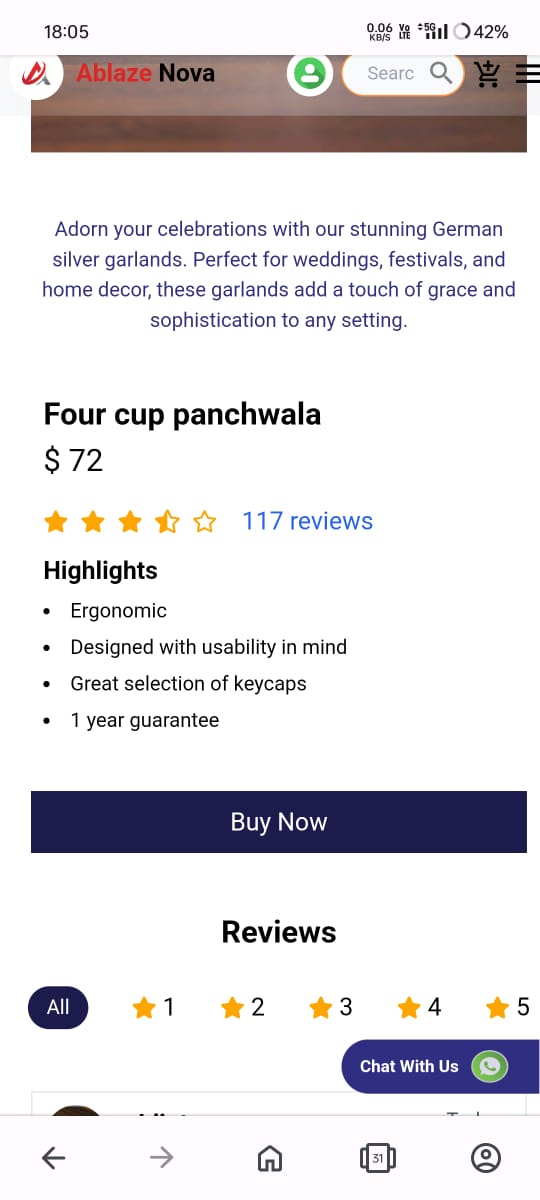 18:05
0.06 KB/S Vo LTE 5G 42%
Ablaze Nova
Searc
Adorn your celebrations with our stunning German
silver garlands. Perfect for weddings, festivals, and
home decor, these garlands add a touch of grace and
sophistication to any setting.
Four cup panchwala
$ 72
117 reviews
Highlights
• Ergonomic
• Designed with usability in mind
• Great selection of keycaps
• 1 year guarantee
Buy Now
Reviews
All 1 2 3 4 5
Chat With Us
31